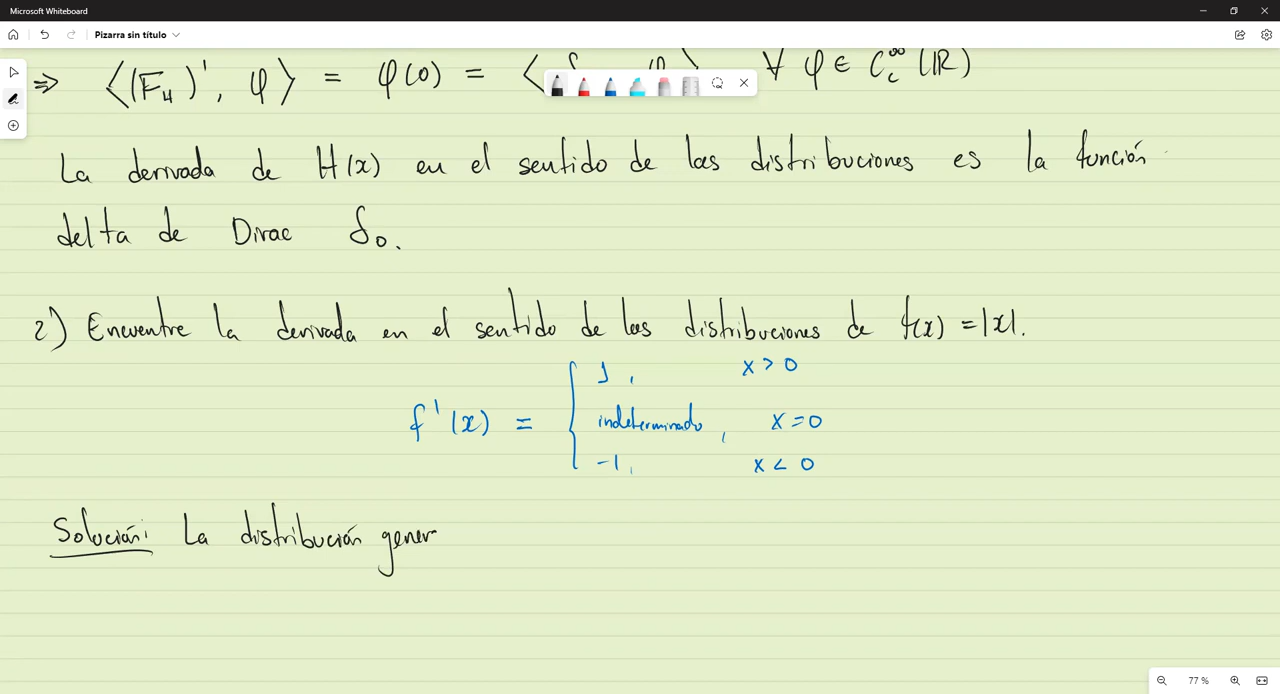 Microsoft Whiteboard
Pizarra sin título
⇒ ⟨(F_H)', φ⟩ = φ(0) = ⟨δ φ⟩ ∀ φ ∈ C_c^∞(ℝ)
La derivada de H(x) en el sentido de las distribuciones es la función
delta de Dirac δ_0.
2) Encuentre la derivada en el sentido de las distribuciones de f(x) = |x|.
1, x > 0
f'(x) = { indeterminado, x = 0
-1, x < 0
Solución: La distribución gener
77 %